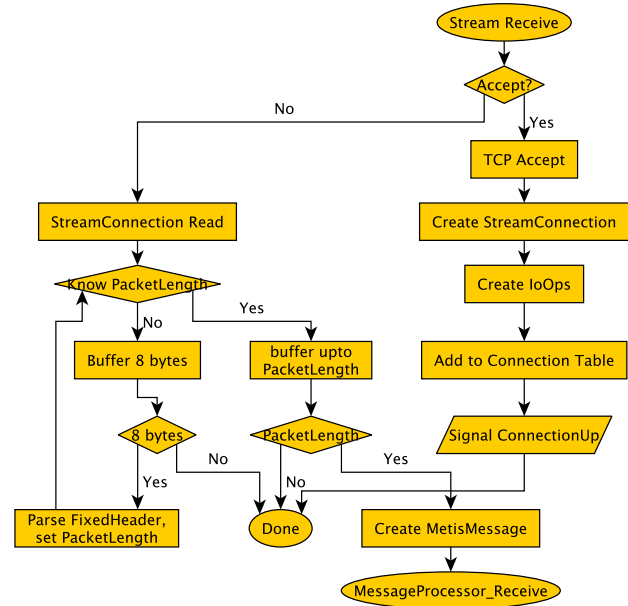 Stream Receive
Accept?
No
Yes
TCP Accept
StreamConnection Read
Create StreamConnection
Know PacketLength
Create IoOps
Yes
No
Buffer 8 bytes
buffer upto
PacketLength
Add to Connection Table
8 bytes
PacketLength
Signal ConnectionUp
No
Yes
Yes
No
Parse FixedHeader,
set PacketLength
Done
Create MetisMessage
MessageProcessor_Receive